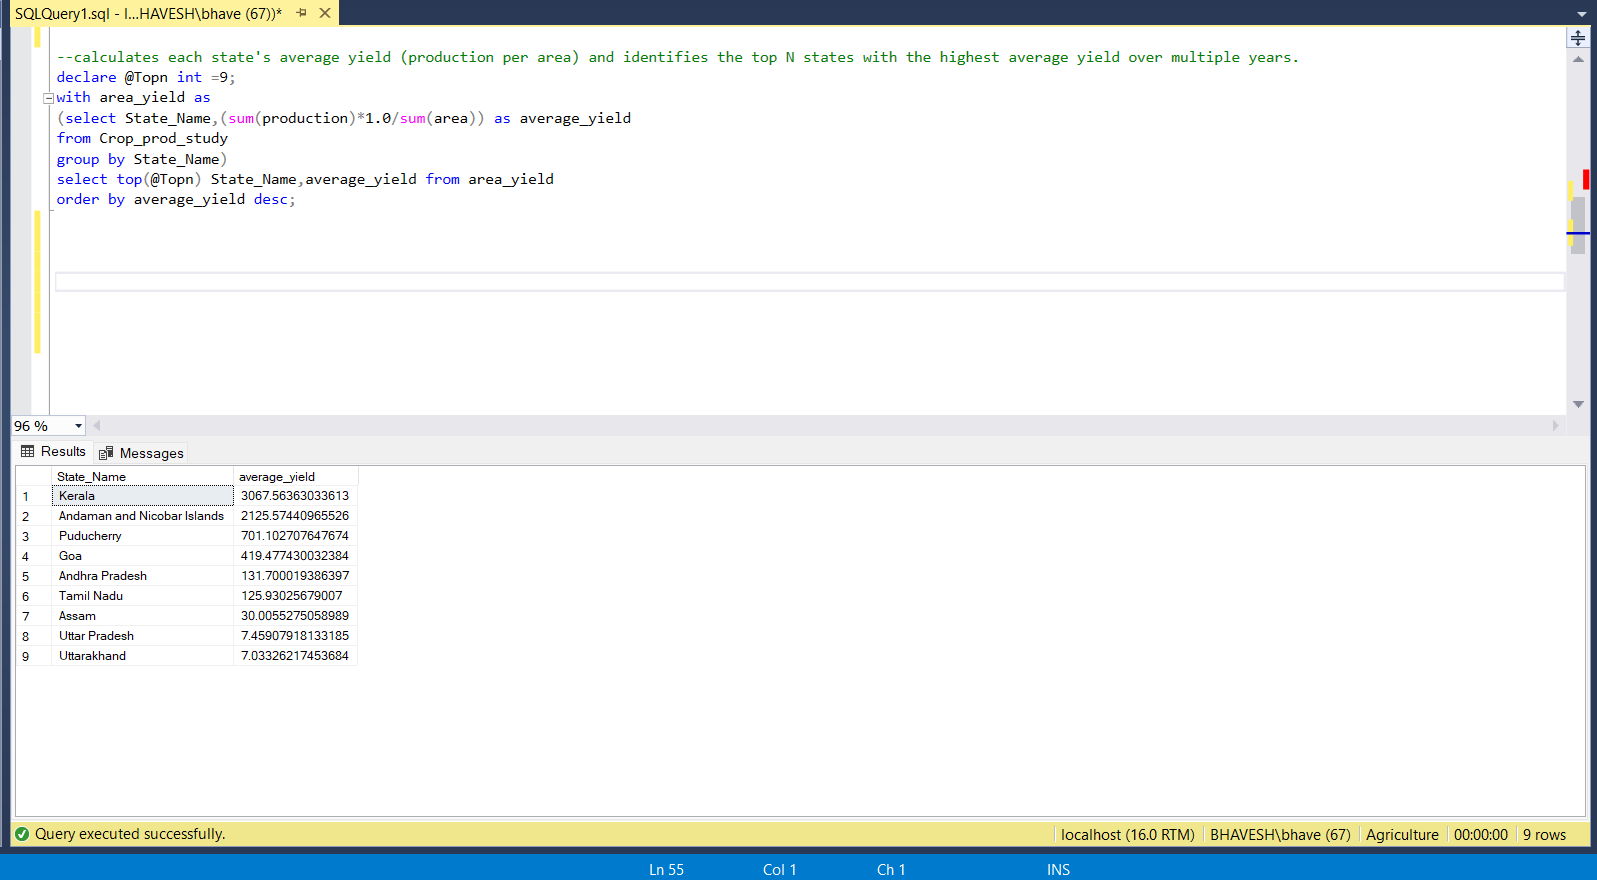 SQLQuery1.sql - l...HAVESH\bhave (67))*
--calculates each state's average yield (production per area) and identifies the top N states with the highest average yield over multiple years.
declare @Topn int =9;
with area_yield as
(select State_Name,(sum(production)*1.0/sum(area)) as average_yield
from Crop_prod_study
group by State_Name)
select top(@Topn) State_Name,average_yield from area_yield
order by average_yield desc;
96 %
Results Messages
State_Name average_yield
1 Kerala 3067.56363033613
2 Andaman and Nicobar Islands 2125.57440965526
3 Puducherry 701.102707647674
4 Goa 419.477430032384
5 Andhra Pradesh 131.700019386397
6 Tamil Nadu 125.93025679007
7 Assam 30.0055275058989
8 Uttar Pradesh 7.45907918133185
9 Uttarakhand 7.03326217453684
Query executed successfully. localhost (16.0 RTM) BHAVESH\bhave (67) Agriculture 00:00:00 9 rows
Ln 55 Col 1 Ch 1 INS